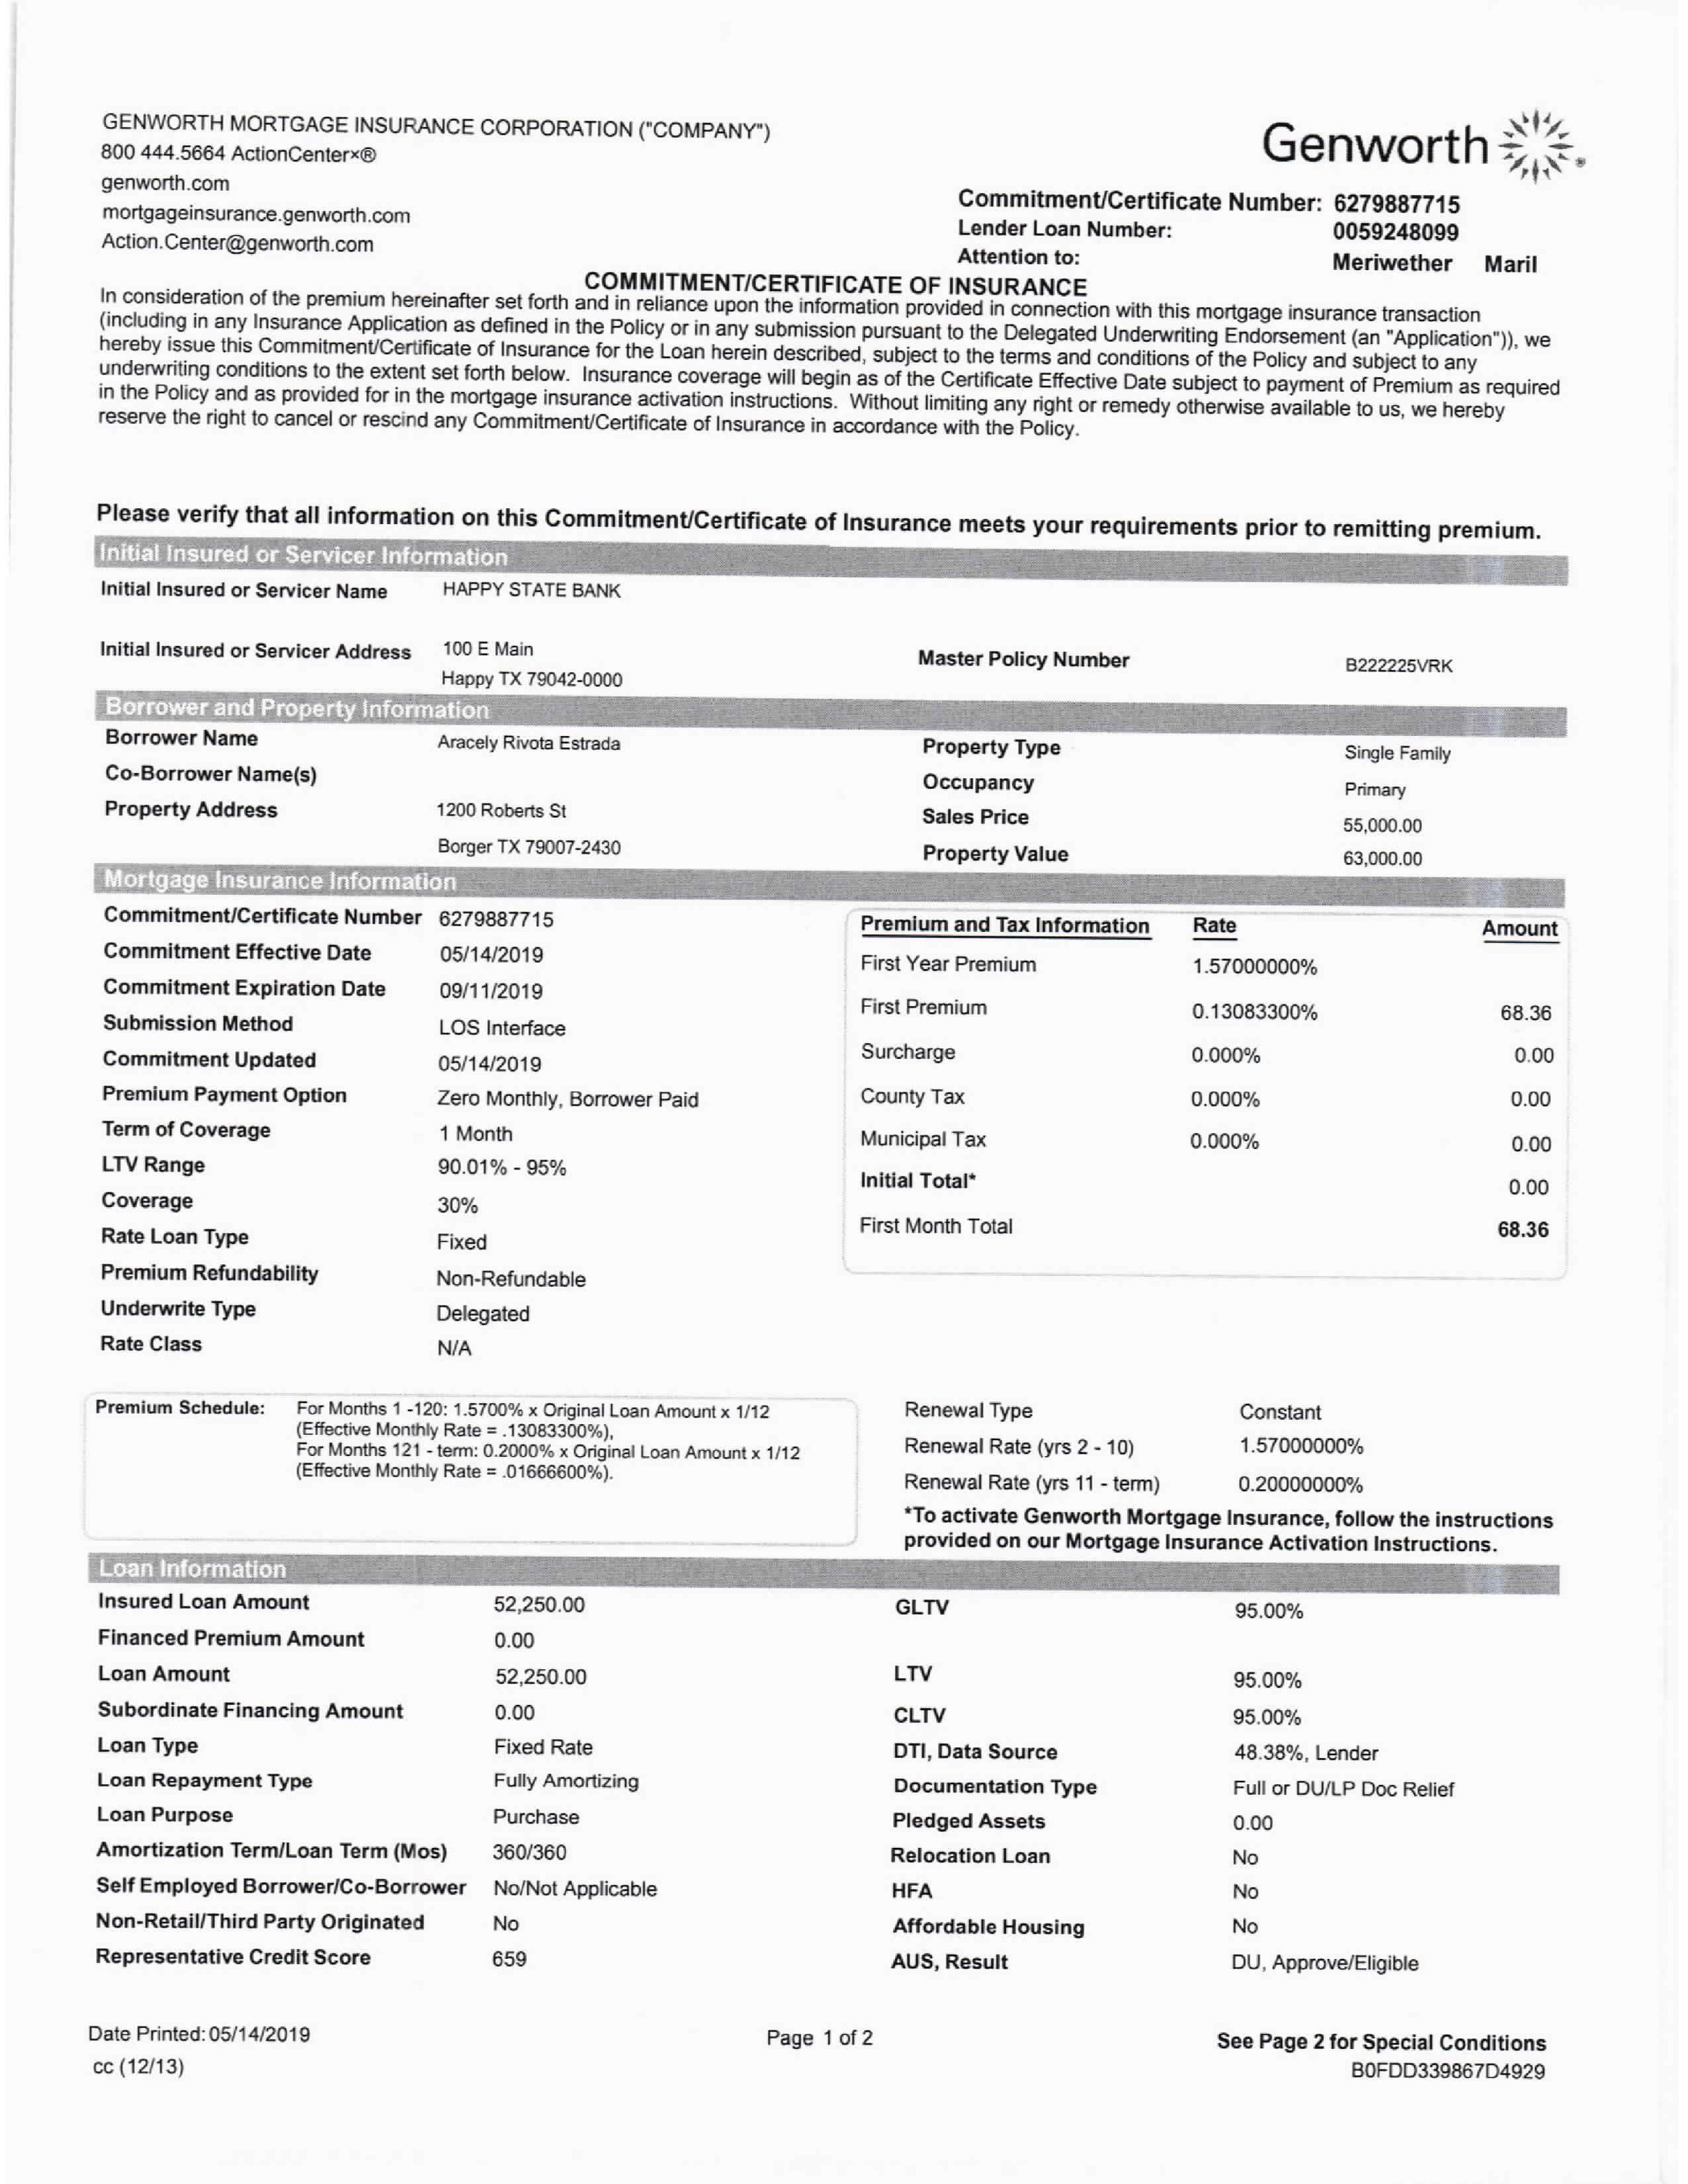 GENWORTH MORTGAGE INSURANCE CORPORATION ("COMPANY")
800 444.5664 ActionCenter×®
genworth.com
mortgageinsurance.genworth.com
Action.Center@genworth.com
Genworth
Commitment/Certificate Number: 6279887715
Lender Loan Number: 0059248099
Attention to: Meriwether Maril
COMMITMENT/CERTIFICATE OF INSURANCE
In consideration of the premium hereinafter set forth and in reliance upon the information provided in connection with this mortgage insurance transaction
(including in any Insurance Application as defined in the Policy or in any submission pursuant to the Delegated Underwriting Endorsement (an "Application")), we
hereby issue this Commitment/Certificate of Insurance for the Loan herein described, subject to the terms and conditions of the Policy and subject to any
underwriting conditions to the extent set forth below. Insurance coverage will begin as of the Certificate Effective Date subject to payment of Premium as required
in the Policy and as provided for in the mortgage insurance activation instructions. Without limiting any right or remedy otherwise available to us, we hereby
reserve the right to cancel or rescind any Commitment/Certificate of Insurance in accordance with the Policy.
Please verify that all information on this Commitment/Certificate of Insurance meets your requirements prior to remitting premium.
Initial Insured or Servicer Information
Initial Insured or Servicer Name HAPPY STATE BANK
Initial Insured or Servicer Address 100 E Main
Happy TX 79042-0000
Master Policy Number B222225VRK
Borrower and Property Information
Borrower Name Aracely Rivota Estrada
Co-Borrower Name(s)
Property Address 1200 Roberts St
Borger TX 79007-2430
Property Type Single Family
Occupancy Primary
Sales Price 55,000.00
Property Value 63,000.00
Mortgage Insurance Information
Commitment/Certificate Number 6279887715
Commitment Effective Date 05/14/2019
Commitment Expiration Date 09/11/2019
Submission Method LOS Interface
Commitment Updated 05/14/2019
Premium Payment Option Zero Monthly, Borrower Paid
Term of Coverage 1 Month
LTV Range 90.01% - 95%
Coverage 30%
Rate Loan Type Fixed
Premium Refundability Non-Refundable
Underwrite Type Delegated
Rate Class N/A
Premium and Tax Information Rate Amount
First Year Premium 1.57000000%
First Premium 0.13083300% 68.36
Surcharge 0.000% 0.00
County Tax 0.000% 0.00
Municipal Tax 0.000% 0.00
Initial Total* 0.00
First Month Total 68.36
Premium Schedule: For Months 1 -120: 1.5700% x Original Loan Amount x 1/12
(Effective Monthly Rate = .13083300%),
For Months 121 - term: 0.2000% x Original Loan Amount x 1/12
(Effective Monthly Rate = .01666600%).
Renewal Type Constant
Renewal Rate (yrs 2 - 10) 1.57000000%
Renewal Rate (yrs 11 - term) 0.20000000%
*To activate Genworth Mortgage Insurance, follow the instructions
provided on our Mortgage Insurance Activation Instructions.
Loan Information
Insured Loan Amount 52,250.00
Financed Premium Amount 0.00
Loan Amount 52,250.00
Subordinate Financing Amount 0.00
Loan Type Fixed Rate
Loan Repayment Type Fully Amortizing
Loan Purpose Purchase
Amortization Term/Loan Term (Mos) 360/360
Self Employed Borrower/Co-Borrower No/Not Applicable
Non-Retail/Third Party Originated No
Representative Credit Score 659
GLTV 95.00%
LTV 95.00%
CLTV 95.00%
DTI, Data Source 48.38%, Lender
Documentation Type Full or DU/LP Doc Relief
Pledged Assets 0.00
Relocation Loan No
HFA No
Affordable Housing No
AUS, Result DU, Approve/Eligible
Date Printed: 05/14/2019
cc (12/13)
Page 1 of 2
See Page 2 for Special Conditions
B0FDD339867D4929